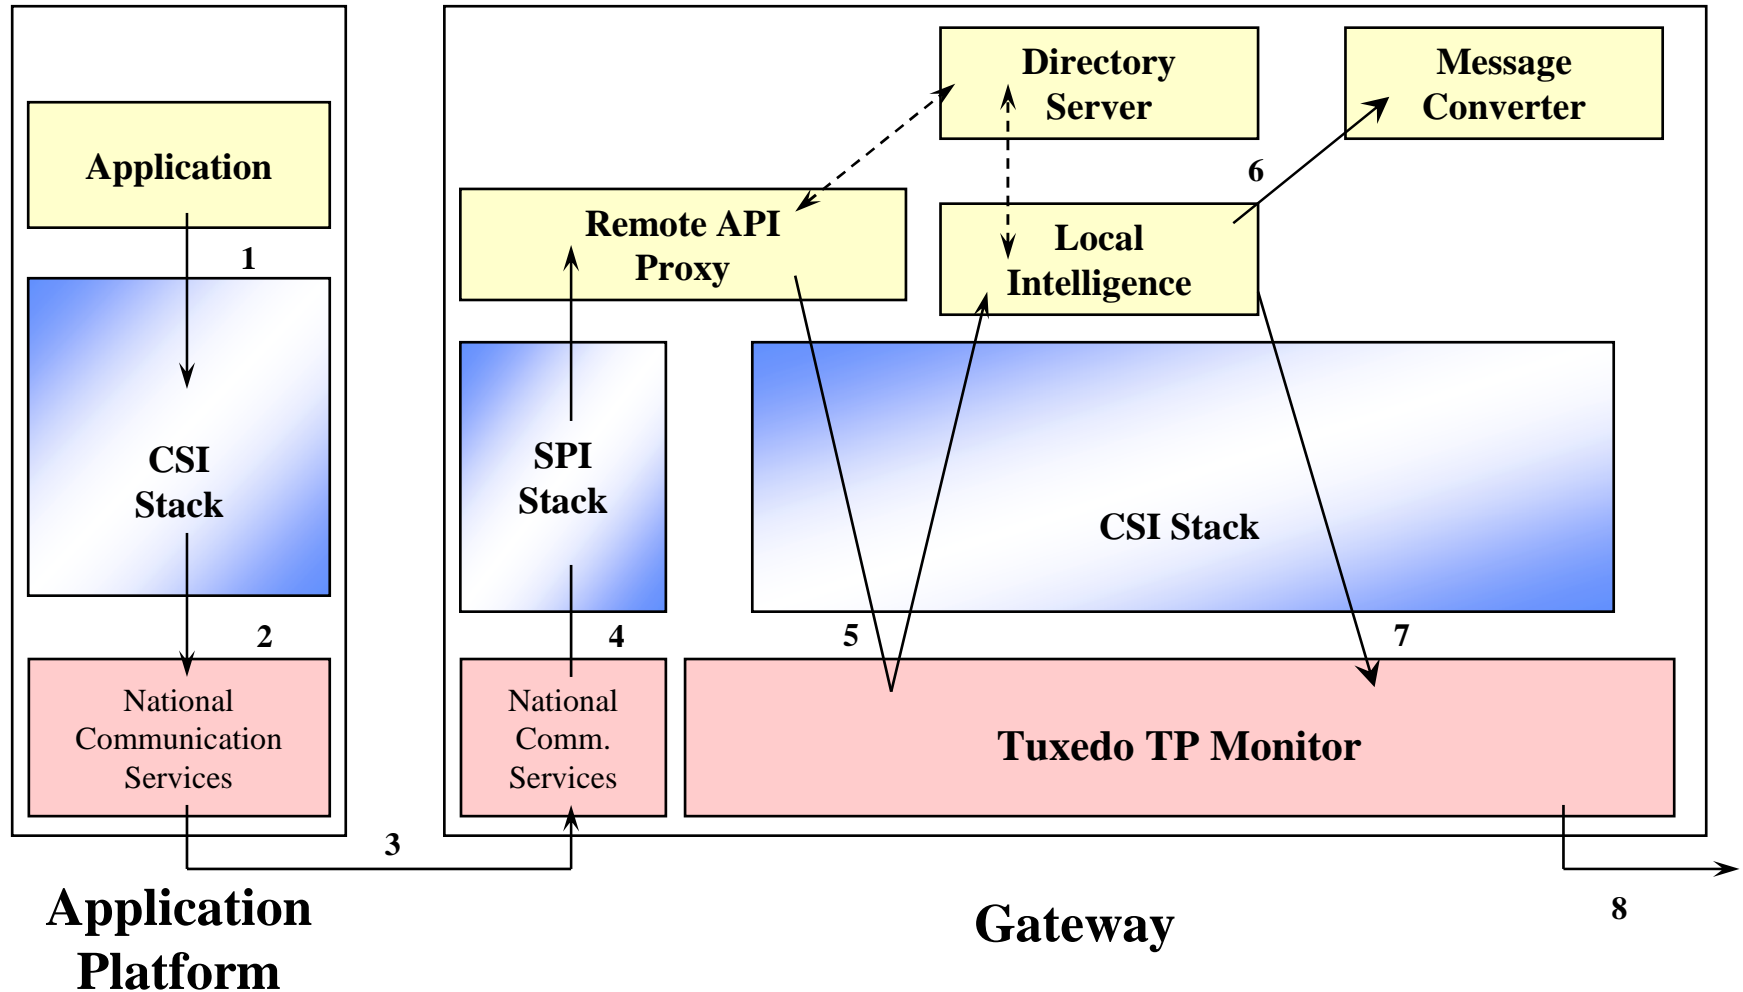 Application
1
CSI
Stack
2
National
Communication
Services
3
Application
Platform
Directory
Server
Message
Converter
6
Remote API
Proxy
Local
Intelligence
SPI
Stack
CSI Stack
4
5
7
National
Comm.
Services
Tuxedo TP Monitor
8
Gateway